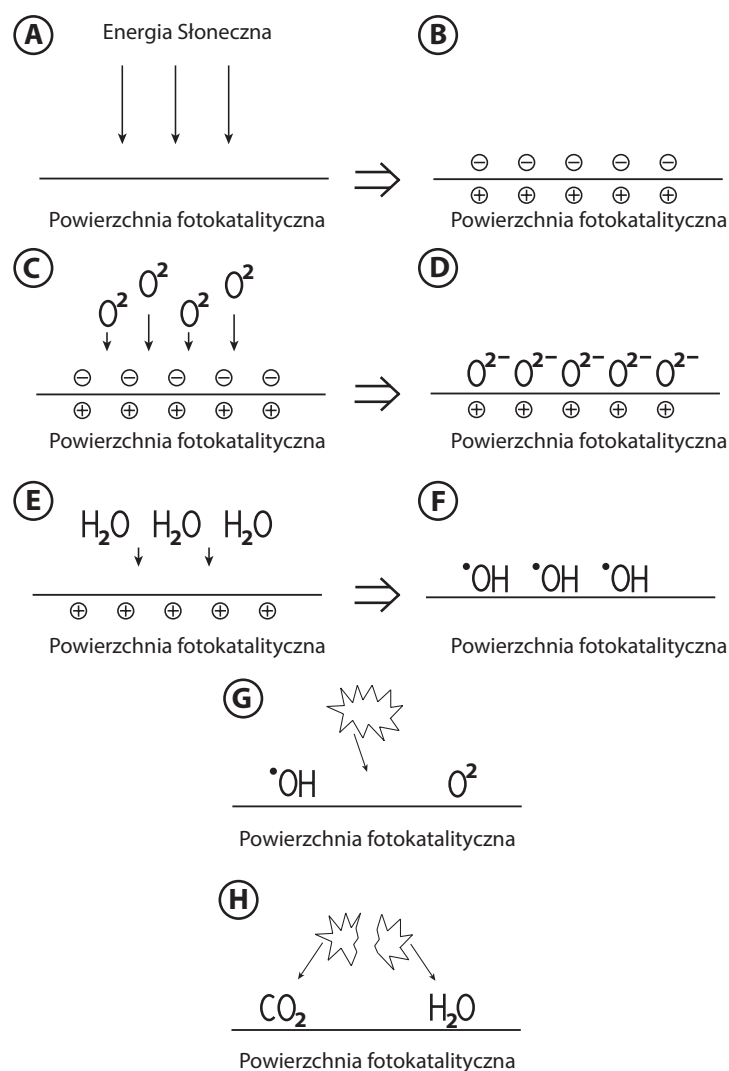 A
Energia Słoneczna
Powierzchnia fotokatalityczna
B
⊖ ⊖ ⊖ ⊖ ⊖
⊕ ⊕ ⊕ ⊕ ⊕
Powierzchnia fotokatalityczna
C
O² O² O² O²
⊖ ⊖ ⊖ ⊖ ⊖
⊕ ⊕ ⊕ ⊕ ⊕
Powierzchnia fotokatalityczna
D
O²⁻ O²⁻ O²⁻ O²⁻ O²⁻
⊕ ⊕ ⊕ ⊕ ⊕
Powierzchnia fotokatalityczna
E
H₂O H₂O H₂O
⊕ ⊕ ⊕ ⊕ ⊕
Powierzchnia fotokatalityczna
F
•OH •OH •OH
Powierzchnia fotokatalityczna
G
•OH O²
Powierzchnia fotokatalityczna
H
CO₂ H₂O
Powierzchnia fotokatalityczna